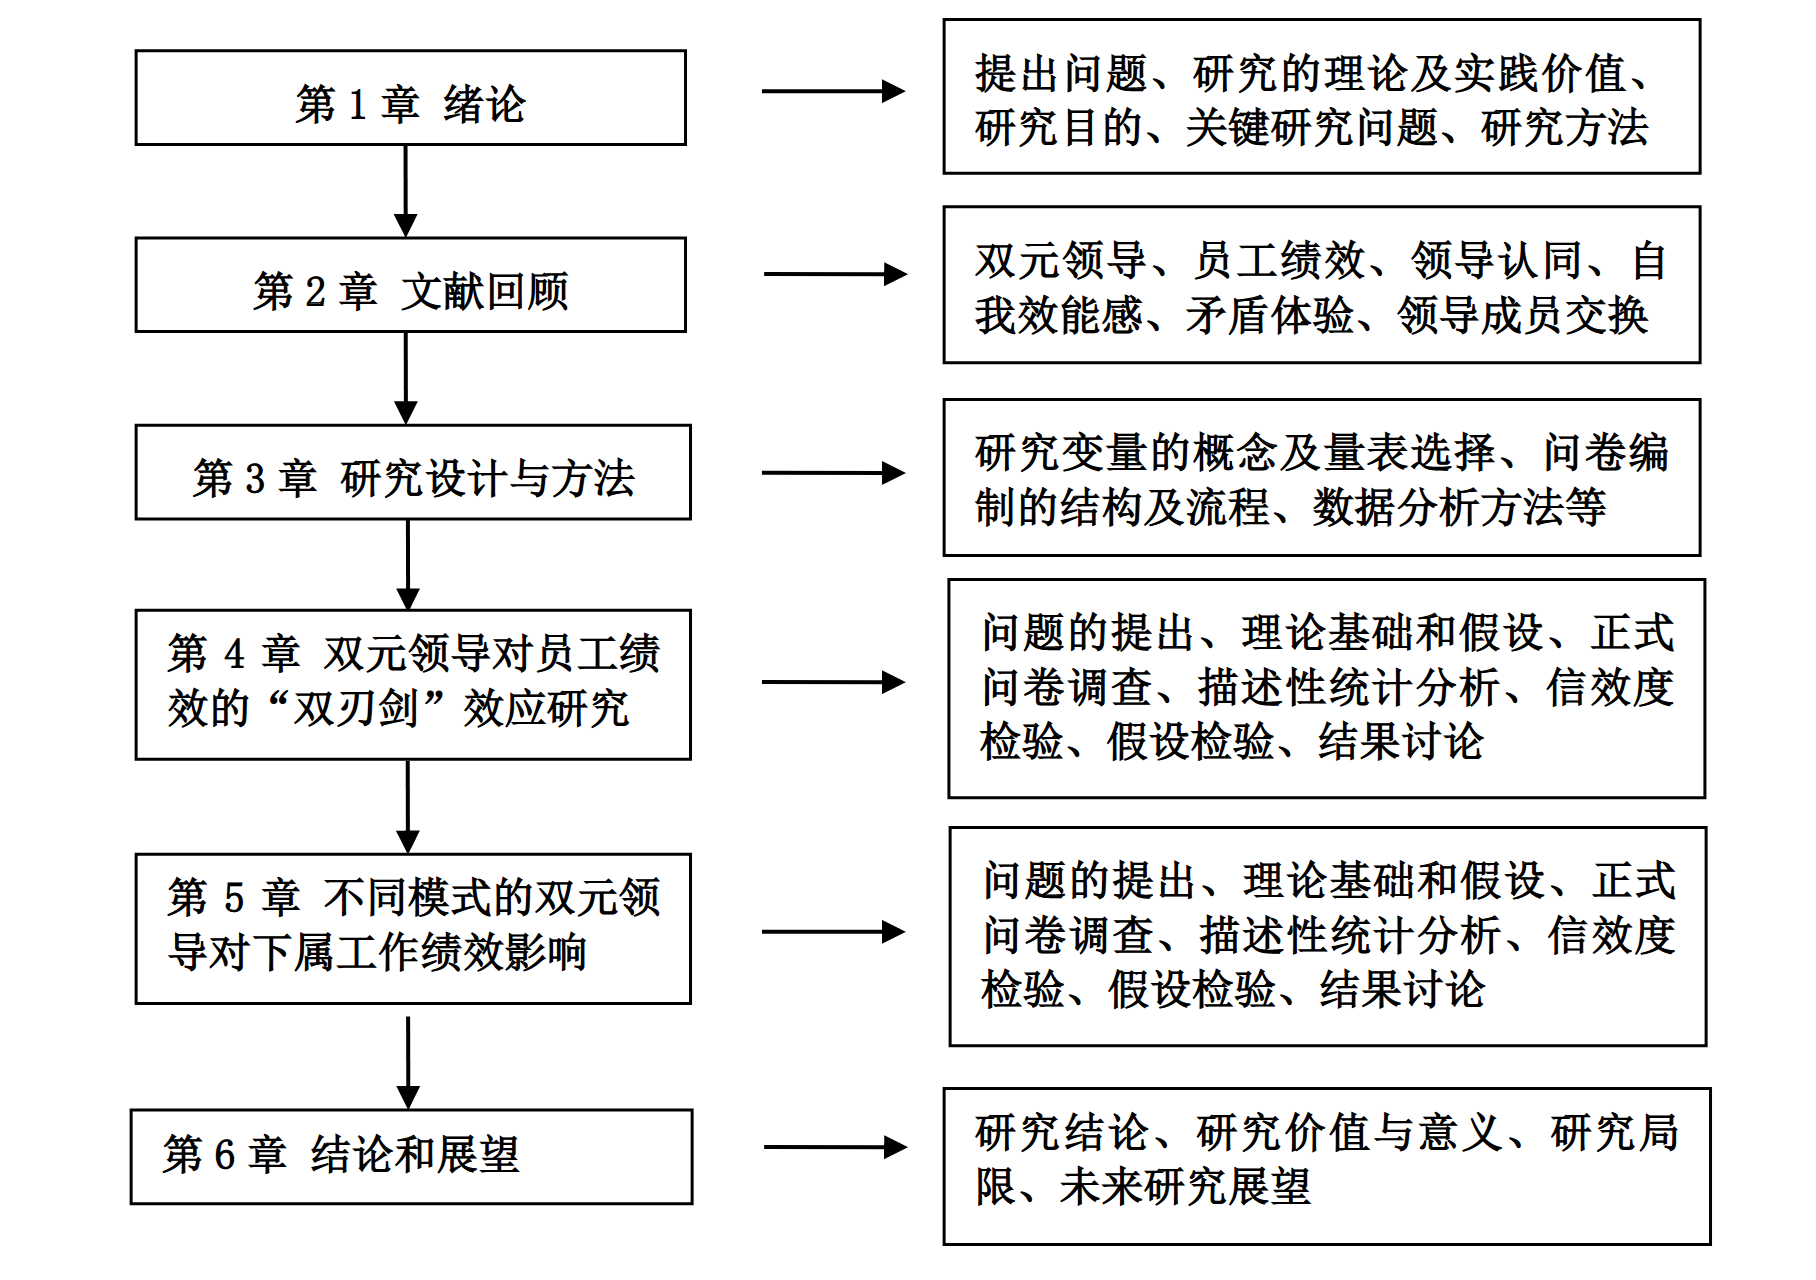 第 1 章 绪论
提出问题、研究的理论及实践价值、
研究目的、关键研究问题、研究方法
第 2 章 文献回顾
双元领导、员工绩效、领导认同、自
我效能感、矛盾体验、领导成员交换
第 3 章 研究设计与方法
研究变量的概念及量表选择、问卷编
制的结构及流程、数据分析方法等
第 4 章 双元领导对员工绩
效的“双刃剑”效应研究
问题的提出、理论基础和假设、正式
问卷调查、描述性统计分析、信效度
检验、假设检验、结果讨论
第 5 章 不同模式的双元领
导对下属工作绩效影响
问题的提出、理论基础和假设、正式
问卷调查、描述性统计分析、信效度
检验、假设检验、结果讨论
第 6 章 结论和展望
研究结论、研究价值与意义、研究局
限、未来研究展望